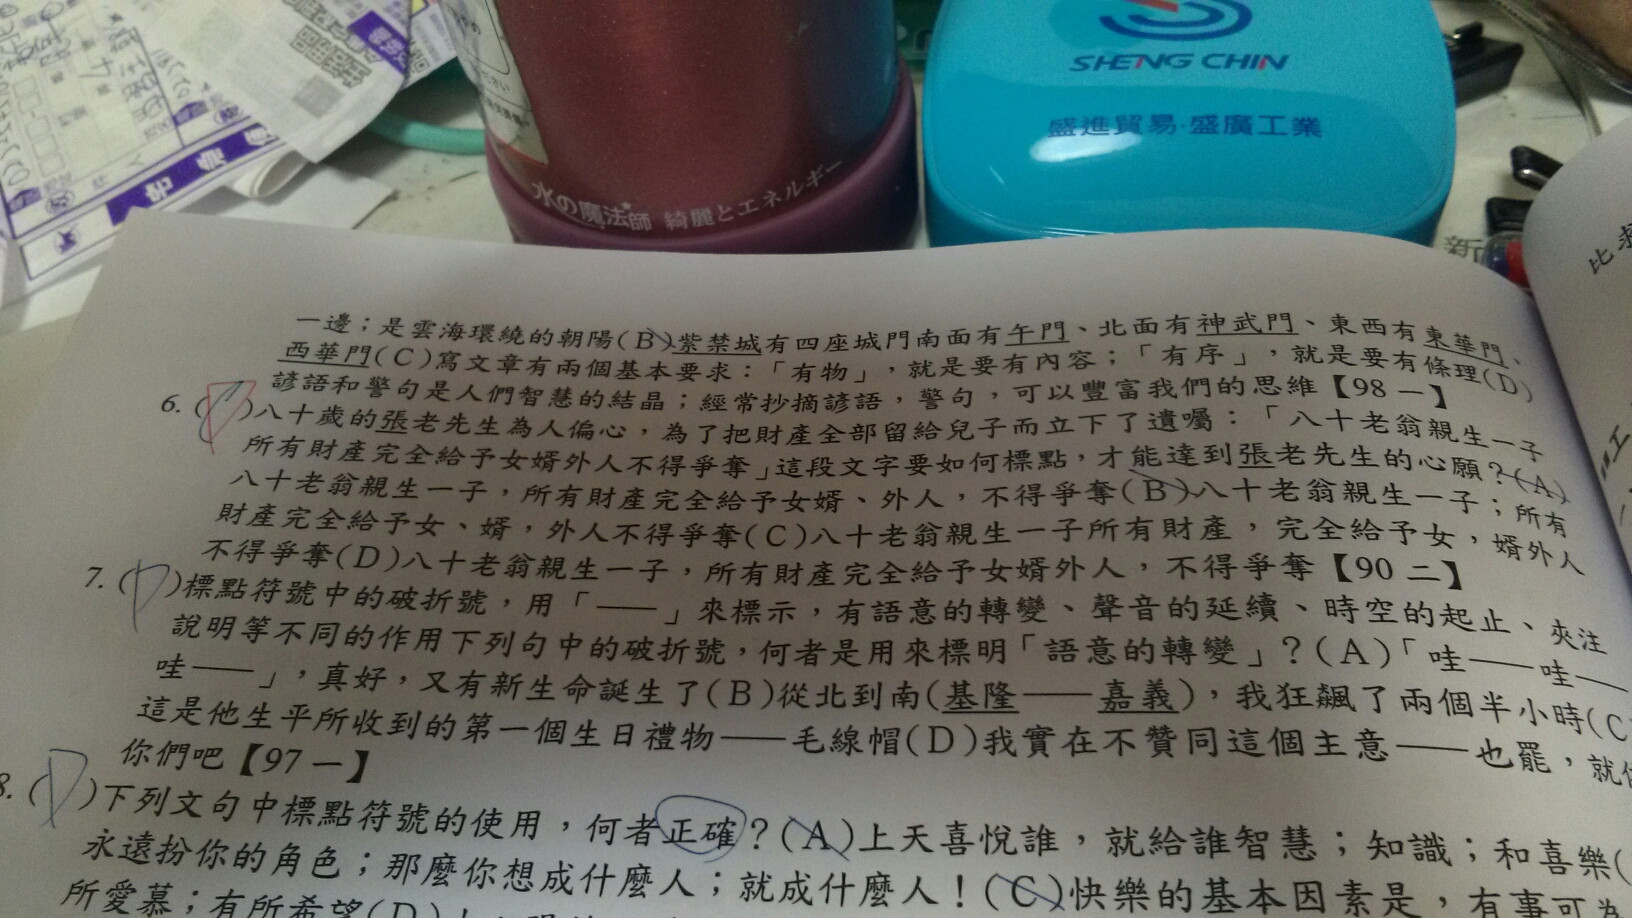 SHENG CHIN
盛進貿易·盛廣工業
水の魔法師 綺麗とエネルギー
新
一邊；是雲海環繞的朝陽(B)紫禁城有四座城門南面有午門、北面有神武門、東西有東華門、
西華門(C)寫文章有兩個基本要求：「有物」，就是要有內容；「有序」，就是要有條理(D)
諺語和警句是人們智慧的結晶；經常抄摘諺語，警句，可以豐富我們的思維【98 一】
6. ( )八十歲的張老先生為人偏心，為了把財產全部留給兒子而立下了遺囑：「八十老翁親生一子
所有財產完全給予女婿外人不得爭奪」這段文字要如何標點，才能達到張老先生的心願？(A)
八十老翁親生一子，所有財產完全給予女婿、外人，不得爭奪(B)八十老翁親生一子；所有
財產完全給予女、婿，外人不得爭奪(C)八十老翁親生一子所有財產，完全給予女，婿外人
不得爭奪(D)八十老翁親生一子，所有財產完全給予女婿外人，不得爭奪【90 二】
7. (D)標點符號中的破折號，用「——」來標示，有語意的轉變、聲音的延續、時空的起止、夾注
說明等不同的作用下列句中的破折號，何者是用來標明「語意的轉變」？(A)「哇——哇——
哇——」，真好，又有新生命誕生了(B)從北到南(基隆——嘉義)，我狂飆了兩個半小時(C
這是他生平所收到的第一個生日禮物——毛線帽(D)我實在不贊同這個主意——也罷，就依
你們吧【97 一】
8. (D)下列文句中標點符號的使用，何者正確？(A)上天喜悅誰，就給誰智慧；知識；和喜樂(
永遠扮你的角色；那麼你想成什麼人；就成什麼人！(C)快樂的基本因素是，有事可為
所愛慕；有所希望(D)
比
工